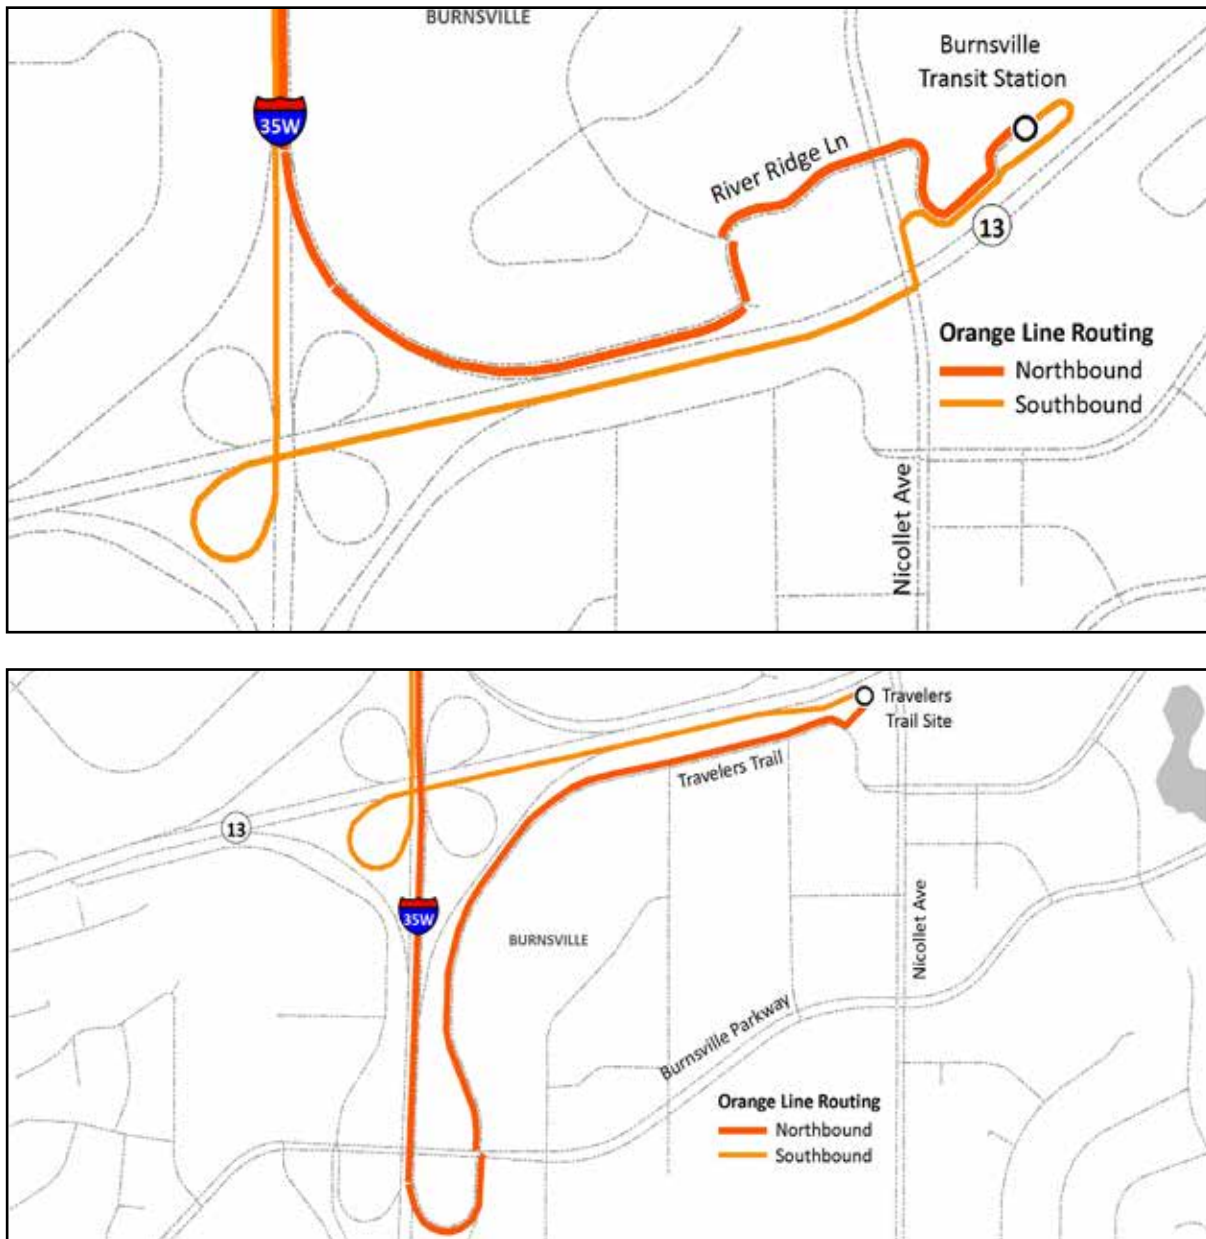 BURNSVILLE
Burnsville
Transit Station
35W
River Ridge Ln
13
Orange Line Routing
Northbound
Southbound
Nicollet Ave
Travelers
Trail Site
Travelers Trail
13
35W
BURNSVILLE
Nicollet Ave
Burnsville Parkway
Orange Line Routing
Northbound
Southbound